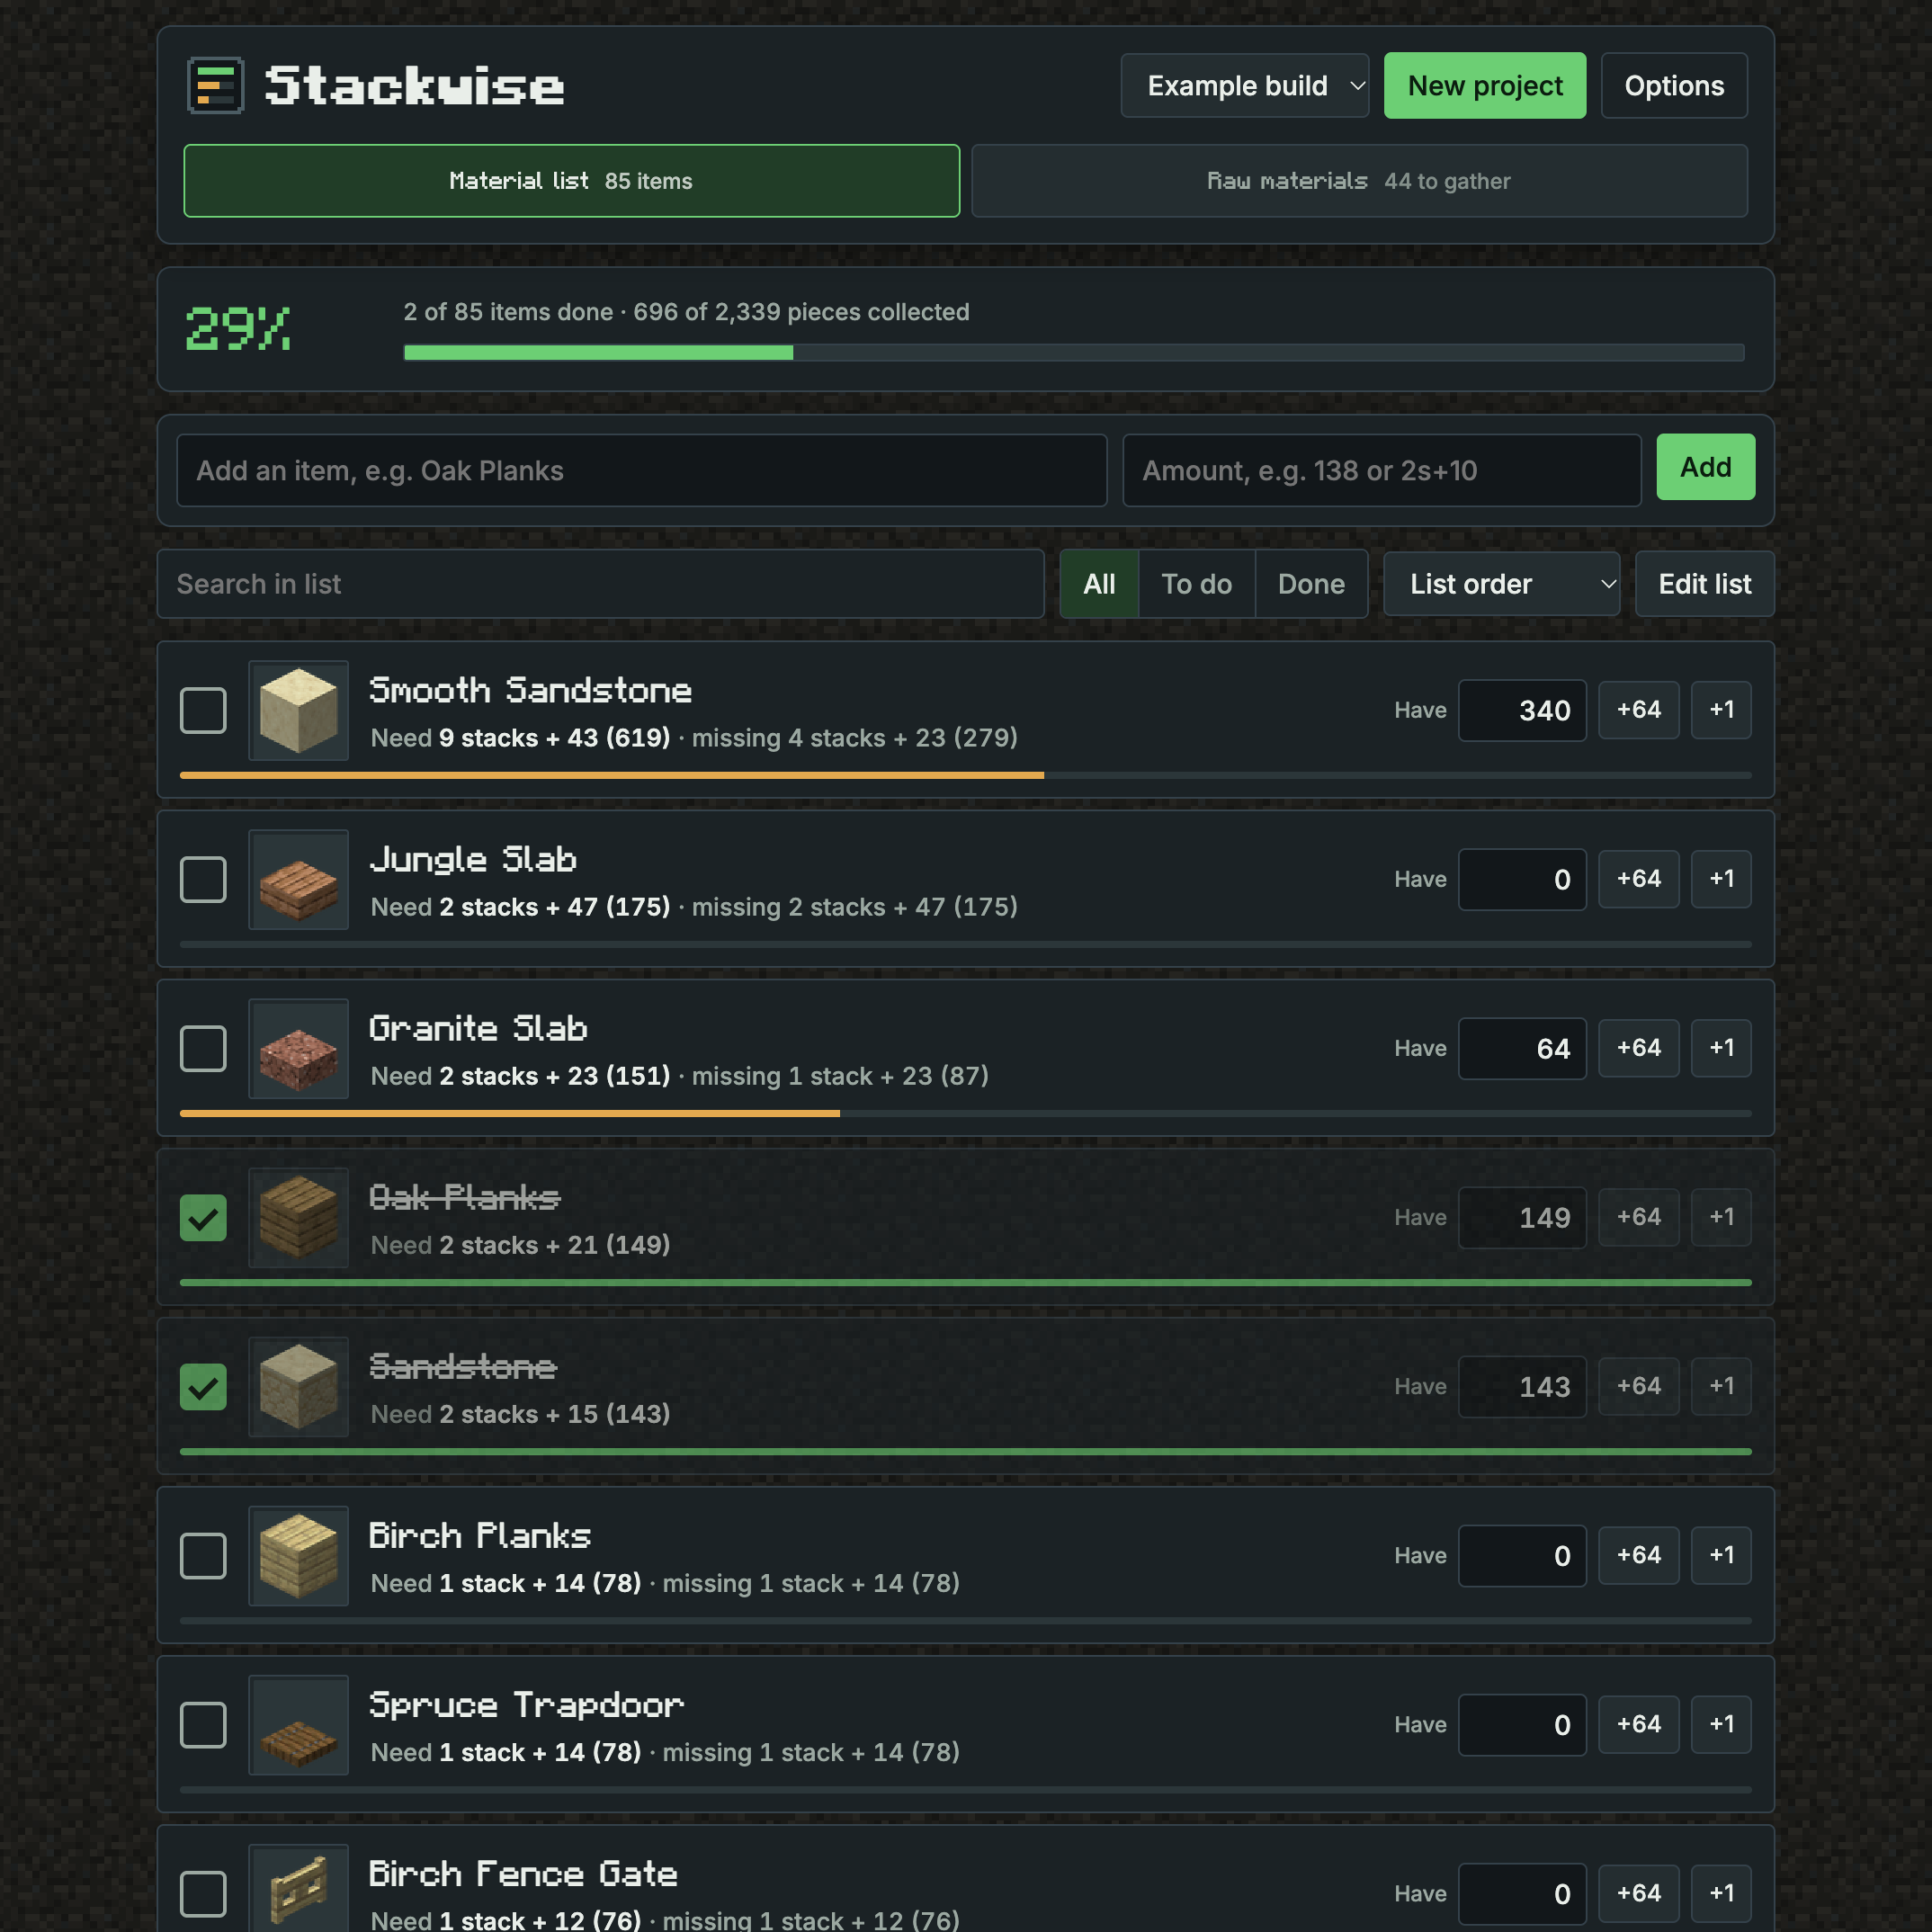 Stackwise
Example build
New project
Options
Material list 85 items
Raw materials 44 to gather
29%
2 of 85 items done · 696 of 2,339 pieces collected
Add an item, e.g. Oak Planks
Amount, e.g. 138 or 2s+10
Add
Search in list
All
To do
Done
List order
Edit list
Smooth Sandstone
Need 9 stacks + 43 (619) · missing 4 stacks + 23 (279)
Have 340 +64 +1
Jungle Slab
Need 2 stacks + 47 (175) · missing 2 stacks + 47 (175)
Have 0 +64 +1
Granite Slab
Need 2 stacks + 23 (151) · missing 1 stack + 23 (87)
Have 64 +64 +1
Oak Planks
Need 2 stacks + 21 (149)
Have 149 +64 +1
Sandstone
Need 2 stacks + 15 (143)
Have 143 +64 +1
Birch Planks
Need 1 stack + 14 (78) · missing 1 stack + 14 (78)
Have 0 +64 +1
Spruce Trapdoor
Need 1 stack + 14 (78) · missing 1 stack + 14 (78)
Have 0 +64 +1
Birch Fence Gate
Need 1 stack + 12 (76) · missing 1 stack + 12 (76)
Have 0 +64 +1